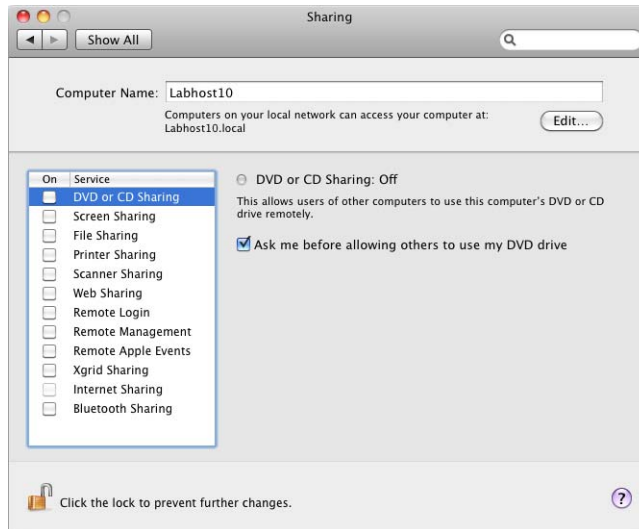 Sharing
Show All
Computer Name: Labhost10
Computers on your local network can access your computer at:
Labhost10.local
Edit...
On Service
DVD or CD Sharing
Screen Sharing
File Sharing
Printer Sharing
Scanner Sharing
Web Sharing
Remote Login
Remote Management
Remote Apple Events
Xgrid Sharing
Internet Sharing
Bluetooth Sharing
DVD or CD Sharing: Off
This allows users of other computers to use this computer's DVD or CD
drive remotely.
Ask me before allowing others to use my DVD drive
Click the lock to prevent further changes.
?